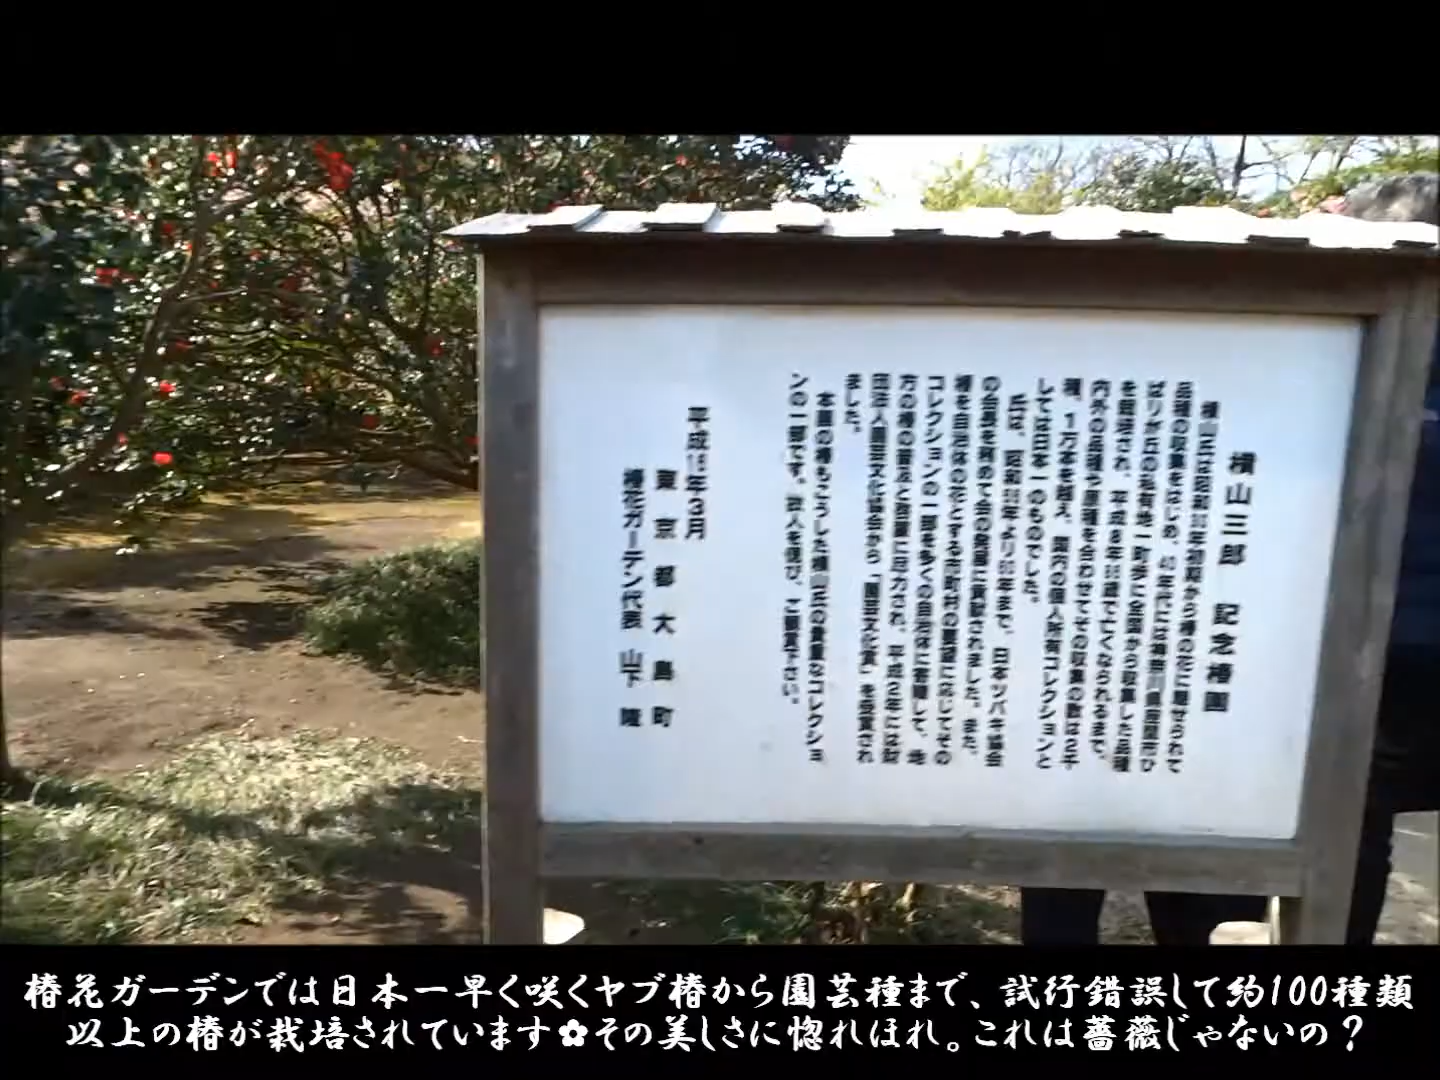 横山三郎 記念椿園
横山氏は昭和30年初期から椿の花に魅せられて
品種の収集をはじめ、40年代には神奈川県座間市ひ
ばりが丘の私有地一町歩に全国から収集した品種
を栽培され、平成8年 歳で亡くなられるまで、
内外の品種や原種を合わせてその収集の数は2千
種、1万本を越え、国内の個人所有コレクションと
しては日本一のものでした。
氏は、昭和 年より 年まで、日本ツバキ協会
の会長を務めて会の発展に貢献されました。また、
椿を自治体の花とする市町村の要望に応じてその
コレクションの一部を多くの自治体に寄贈して、地
方の椿の普及と発展に尽力され、平成2年には財
団法人園芸文化協会から「園芸文化賞」を受賞され
ました。
本園の椿もこうした横山氏の貴重なコレクショ
ンの一部です。故人を偲び、ご観賞下さい。
平成 年3月
東京都大島町
椿花ガーデン代表 山下 隆
椿花ガーデンでは日本一早く咲くヤブ椿から園芸種まで、試行錯誤して約100種類
以上の椿が栽培されています✿その美しさに惚れほれ。これは薔薇じゃないの？